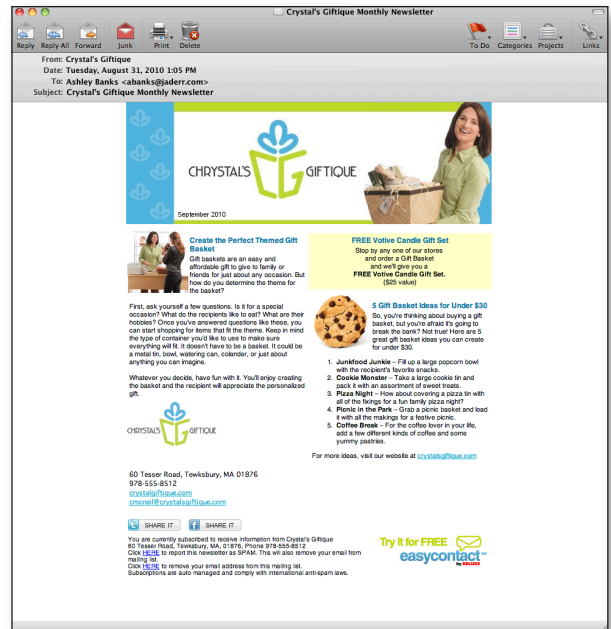 Crystal's Giftique Monthly Newsletter
Reply Reply All Forward Junk Print Delete To Do Categories Projects Links
From: Crystal's Giftique
Date: Tuesday, August 31, 2010 1:05 PM
To: Ashley Banks <abanks@jaderr.com>
Subject: Crystal's Giftique Monthly Newsletter
CHRYSTAL'S GIFTIQUE
September 2010
Create the Perfect Themed Gift
Basket
Gift baskets are an easy and
affordable gift to give to family or
friends for just about any occasion. But
how do you determine the theme for
the basket?
First, ask yourself a few questions. Is it for a special
occasion? What do the recipients like to eat? What are their
hobbies? Once you've answered questions like these, you
can start shopping for items that fit the theme. Keep in mind
the type of container you'd like to use to make sure
everything will fit. It doesn't have to be a basket. It could be
a metal tin, bowl, watering can, colander, or just about
anything you can imagine.
Whatever you decide, have fun with it. You'll enjoy creating
the basket and the recipient will appreciate the personalized
gift.
CHRYSTAL'S GIFTIQUE
60 Tesser Road, Tewksbury, MA 01876
978-555-8512
crystalgiftique.com
cmcneil@crystalsgiftique.com
SHARE IT SHARE IT
FREE Votive Candle Gift Set
Stop by any one of our stores
and order a Gift Basket
and we'll give you a
FREE Votive Candle Gift Set.
($25 value)
5 Gift Basket Ideas for Under $30
So, you're thinking about buying a gift
basket, but you're afraid it's going to
break the bank? Not true! Here are 5
great gift basket ideas you can create
for under $30.
1. Junkfood Junkie – Fill up a large popcorn bowl
with the recipient's favorite snacks.
2. Cookie Monster – Take a large cookie tin and
pack it with an assortment of sweet treats.
3. Pizza Night – How about covering a pizza tin with
all of the fixings for a fun family pizza night?
4. Picnic in the Park – Grab a picnic basket and load
it with all the makings for a festive picnic.
5. Coffee Break – For the coffee lover in your life,
add a few different kinds of coffee and some
yummy pastries.
For more ideas, visit our website at crystalsgiftique.com
You are currently subscribed to receive information from Crystal's Giftique
60 Tesser Road, Tewksbury, MA, 01876, Phone 978-555-8512
Click HERE to report this newsletter as SPAM. This will also remove your email from
mailing list.
Click HERE to remove your email address from this mailing list.
Subscriptions are auto managed and comply with international anti-spam laws.
Try It for FREE
easycontact
by DELUXE